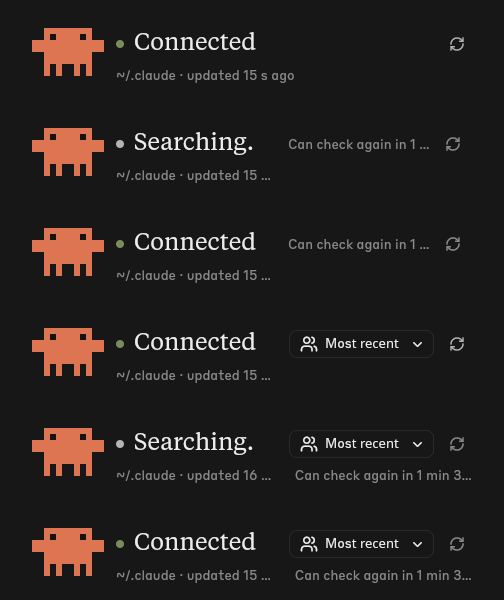 Connected
~/.claude · updated 15 s ago
Searching. Can check again in 1 ...
~/.claude · updated 15 ...
Connected Can check again in 1 ...
~/.claude · updated 15 ...
Connected Most recent
~/.claude · updated 15 ...
Searching. Most recent
~/.claude · updated 16 ... Can check again in 1 min 3...
Connected Most recent
~/.claude · updated 15 ... Can check again in 1 min 3...